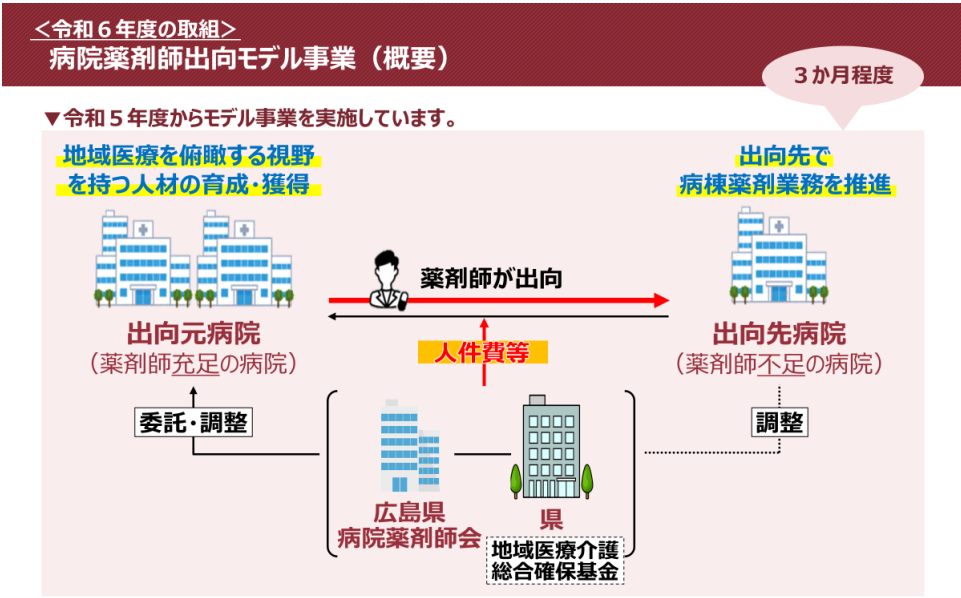 ＜令和６年度の取組＞
病院薬剤師出向モデル事業（概要）
３か月程度
▼令和５年度からモデル事業を実施しています。
地域医療を俯瞰する視野
を持つ人材の育成・獲得
出向先で
病棟薬剤業務を推進
薬剤師が出向
出向元病院
（薬剤師充足の病院）
出向先病院
（薬剤師不足の病院）
人件費等
委託・調整
調整
広島県
病院薬剤師会
県
地域医療介護
総合確保基金